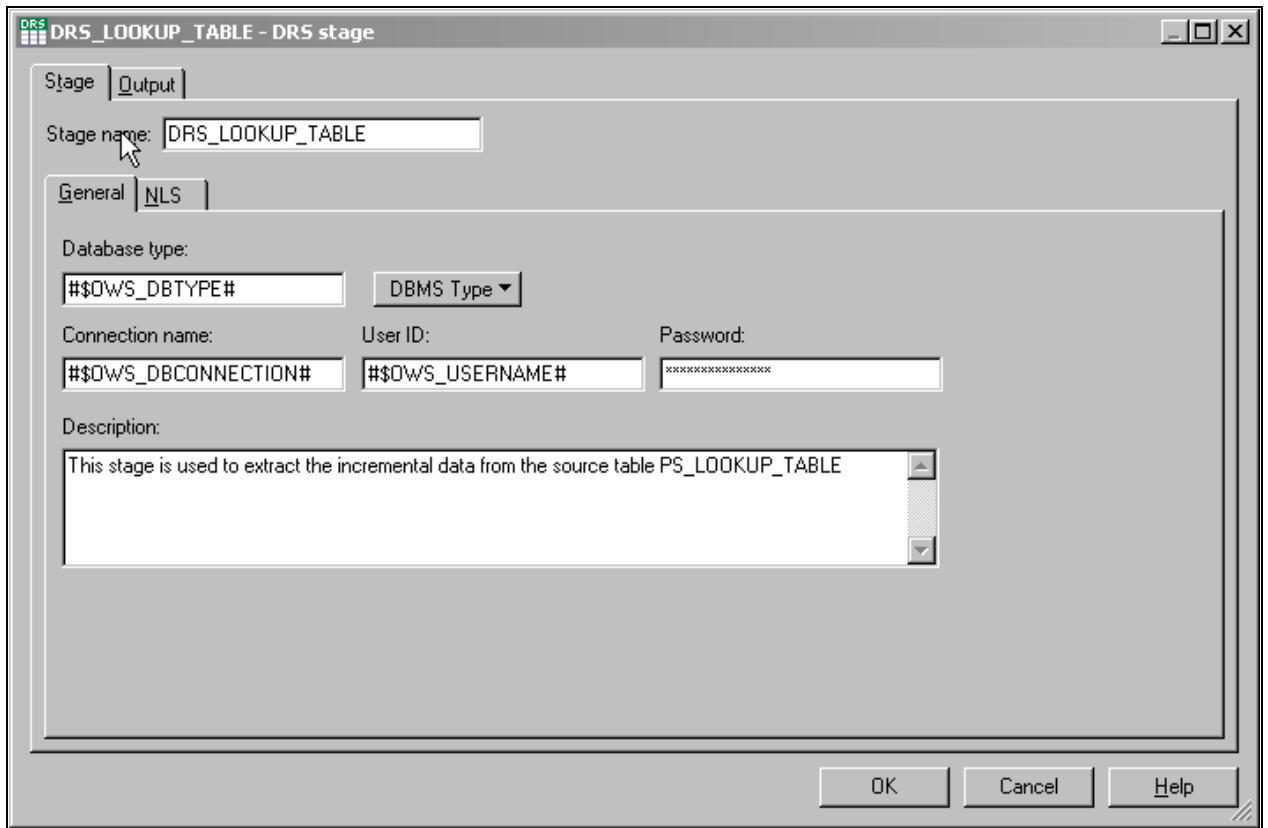 DRS
DRS_LOOKUP_TABLE - DRS stage
Stage Output
Stage name: DRS_LOOKUP_TABLE
General NLS
Database type:
#$OWS_DBTYPE# DBMS Type
Connection name: User ID: Password:
#$OWS_DBCONNECTION# #$OWS_USERNAME# ***************
Description:
This stage is used to extract the incremental data from the source table PS_LOOKUP_TABLE
OK Cancel Help